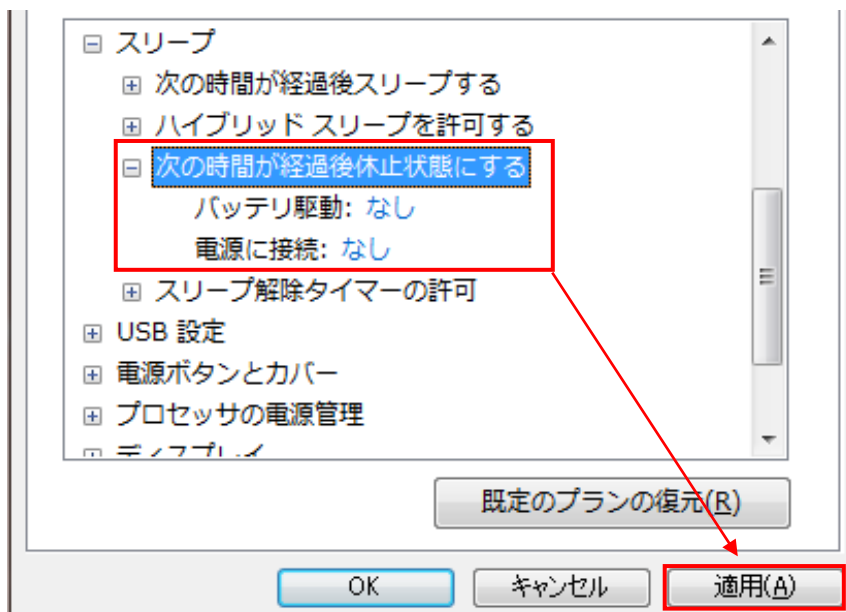 スリープ
次の時間が経過後スリープする
ハイブリッド スリープを許可する
次の時間が経過後休止状態にする
バッテリ駆動: なし
電源に接続: なし
スリープ解除タイマーの許可
USB 設定
電源ボタンとカバー
プロセッサの電源管理
ディスプレイ
既定のプランの復元(R)
OK
キャンセル
適用(A)